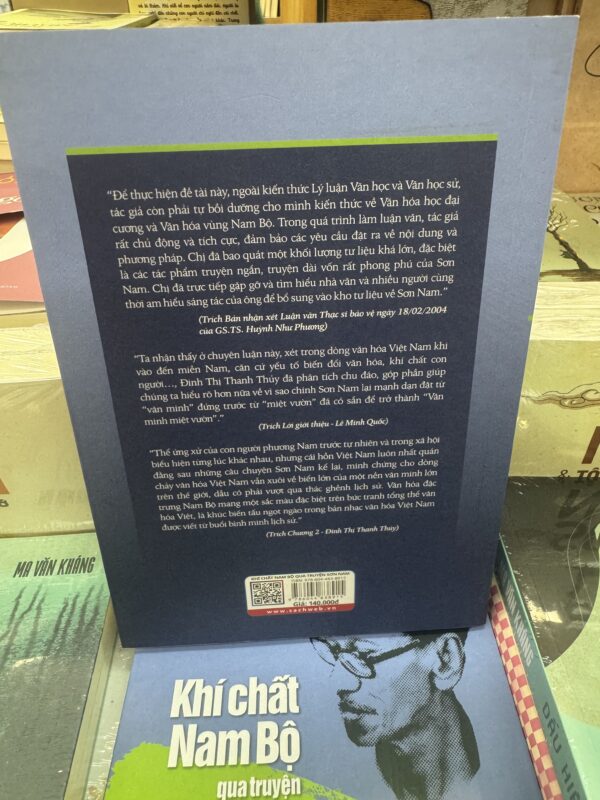 "Để thực hiện đề tài này, ngoài kiến thức Lý luận Văn học và Văn học sử,
tác giả còn phải tự bồi dưỡng cho mình kiến thức về Văn hóa học đại
cương và Văn hóa vùng Nam Bộ. Trong quá trình làm luận văn, tác giả
rất chủ động và tích cực, đảm bảo các yêu cầu đặt ra về nội dung và
phương pháp. Chị đã bao quát một khối lượng tư liệu khá lớn, đặc biệt
là các tác phẩm truyện ngắn, truyện dài vốn rất phong phú của Sơn
Nam. Chị đã trực tiếp gặp gỡ và tìm hiểu nhà văn và nhiều người cùng
thời am hiểu sáng tác của ông để bổ sung vào kho tư liệu về Sơn Nam."
(Trích Bản nhận xét Luận văn Thạc sĩ bảo vệ ngày 18/02/2004
của GS.TS. Huỳnh Như Phương)
"Ta nhận thấy ở chuyên luận này, xét trong dòng văn hóa Việt Nam khi
vào đến miền Nam, căn cứ yếu tố biến đổi văn hóa, khí chất con
người..., Đinh Thị Thanh Thủy đã phân tích chu đáo, góp phần giúp
chúng ta hiểu rõ hơn nữa về vì sao chính Sơn Nam lại mạnh dạn đặt từ
"văn minh" đứng trước từ "miệt vườn" đã có sẵn để trở thành "Văn
minh miệt vườn"."
(Trích Lời giới thiệu - Lê Minh Quốc)
"Thế ứng xử của con người phương Nam trước tự nhiên và trong xã hội
biểu hiện từng lúc khác nhau, nhưng cái hồn Việt Nam luôn nhất quán
đằng sau những câu chuyện Sơn Nam kể lại, minh chứng cho dòng
chảy văn hóa Việt Nam vẫn xuôi về biển lớn của một nền văn minh lớn
trên thế giới, dẫu có phải vượt qua thác ghềnh lịch sử. Văn hóa đặc
trưng Nam Bộ mang một sắc màu đặc biệt trên bức tranh tổng thể văn
hóa Việt, là khúc biến tấu ngọt ngào trong bản nhạc văn hóa Việt Nam
được viết từ buổi bình minh lịch sử."
(Trích Chương 2 - Đinh Thị Thanh Thủy)
KHÍ CHẤT NAM BỘ QUA TRUYỆN SƠN NAM
GIÁ: 140.000đ
www.sachweb.vn
MA VĂN KHÁNG
Khí chất
Nam Bộ
qua truyện